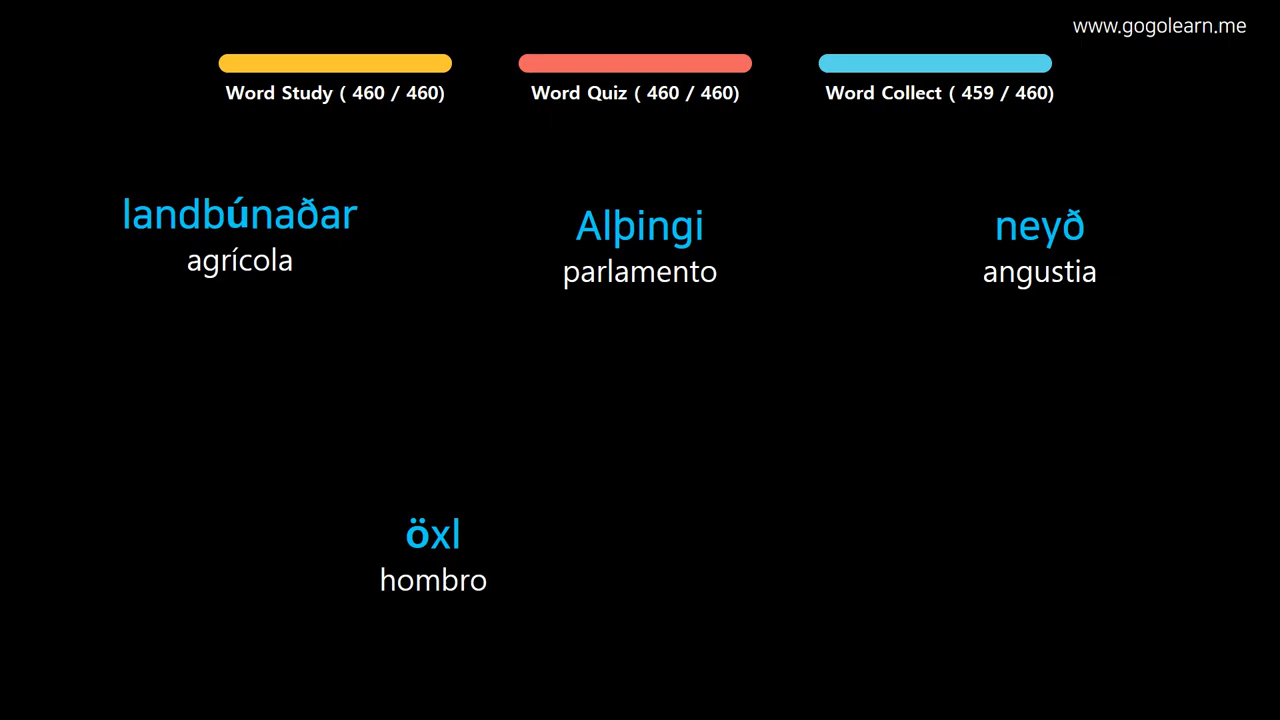 www.gogolearn.me
Word Study ( 460 / 460)
Word Quiz ( 460 / 460)
Word Collect ( 459 / 460)
landbúnaðar
agrícola
Alþingi
parlamento
neyð
angustia
öxl
hombro